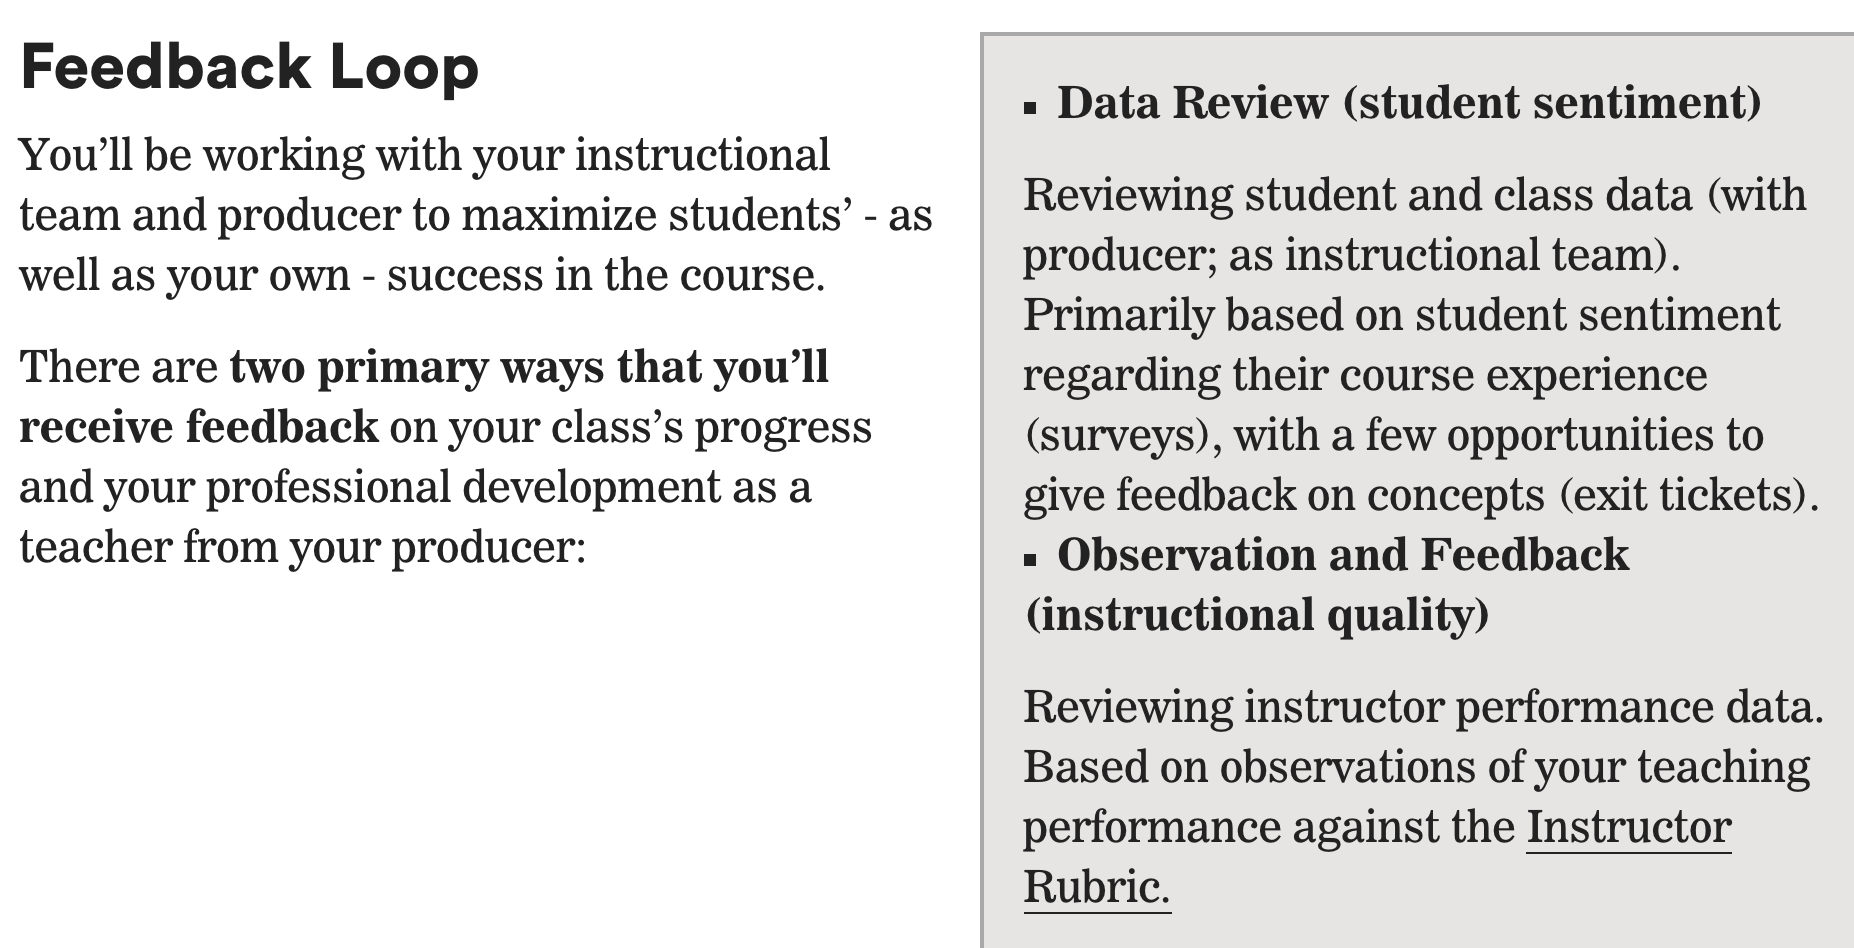 Feedback Loop
You’ll be working with your instructional
team and producer to maximize students’ - as
well as your own - success in the course.
There are two primary ways that you’ll
receive feedback on your class’s progress
and your professional development as a
teacher from your producer:
▪ Data Review (student sentiment)
Reviewing student and class data (with
producer; as instructional team).
Primarily based on student sentiment
regarding their course experience
(surveys), with a few opportunities to
give feedback on concepts (exit tickets).
▪ Observation and Feedback
(instructional quality)
Reviewing instructor performance data.
Based on observations of your teaching
performance against the Instructor
Rubric.